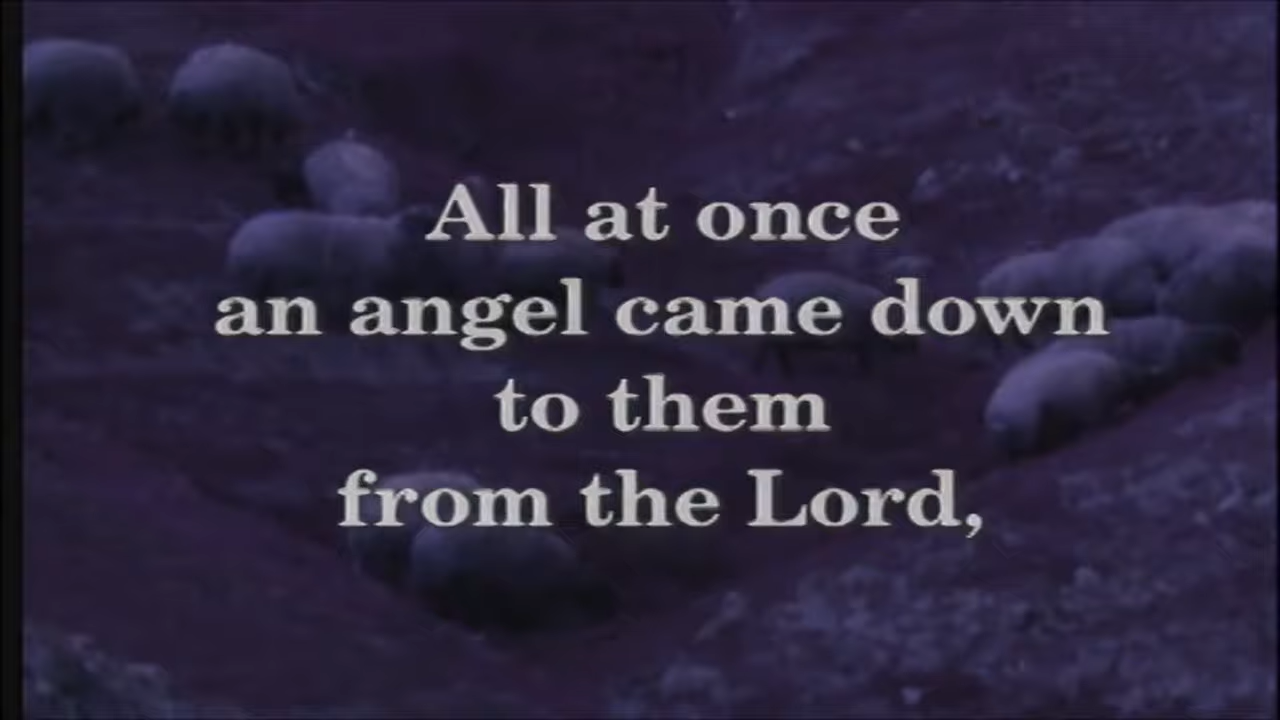 All at once
an angel came down
to them
from the Lord,